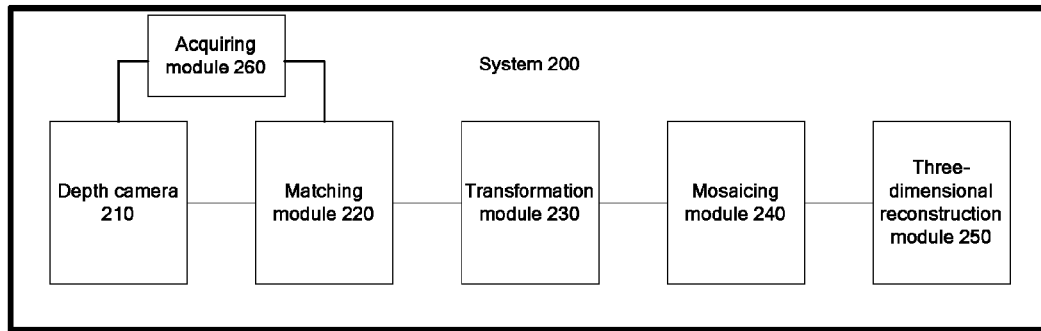 Acquiring
module 260
System 200
Depth camera
210
Matching
module 220
Transformation
module 230
Mosaicing
module 240
Three-
dimensional
reconstruction
module 250